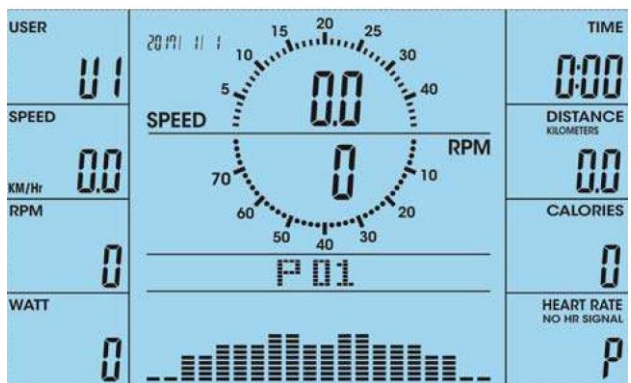 USER
U1
SPEED
KM/Hr 0.0
RPM
0
WATT
0
2017/ 1/ 1
5 10 15 20 25 30 40
SPEED 0.0
RPM 0
70 60 50 40 30 20 10
P 01
TIME
0:00
DISTANCE
KILOMETERS
0.0
CALORIES
0
HEART RATE
NO HR SIGNAL
P